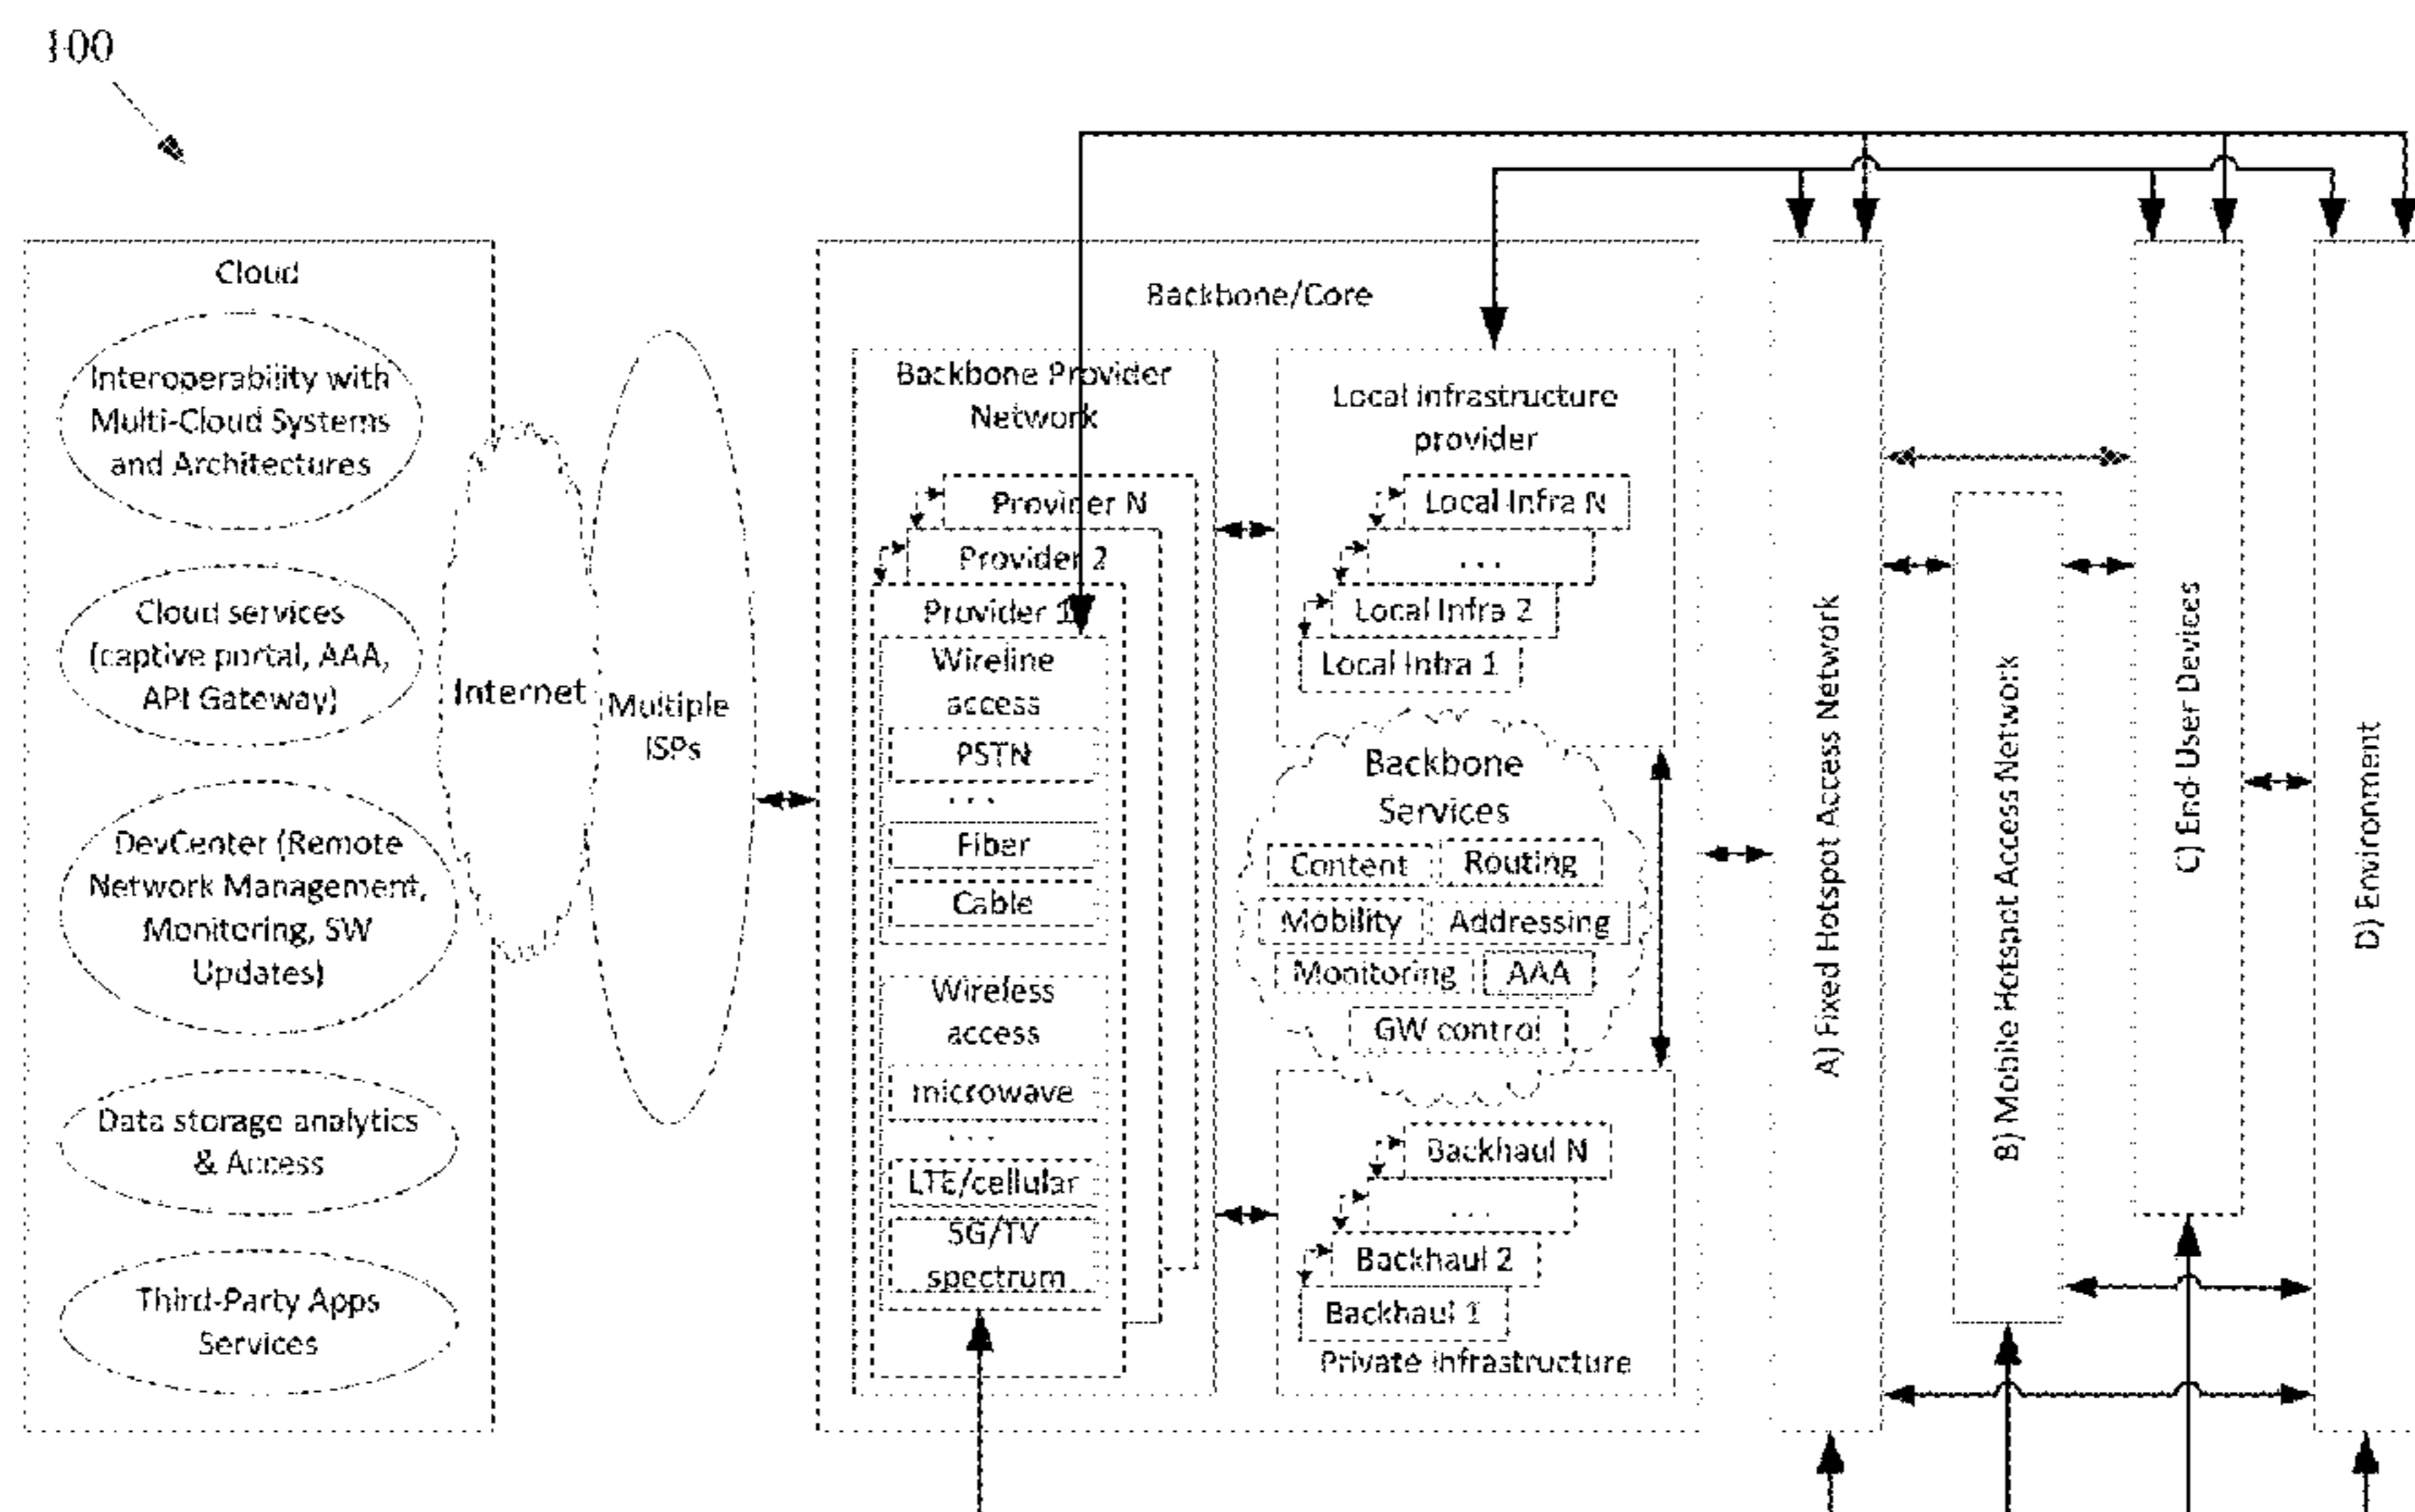 100
Cloud
Interoperability with
Multi-Cloud Systems
and Architectures
Cloud services
(captive portal, AAA,
API Gateway)
DevCenter (Remote
Network Management,
Monitoring, SW
Updates)
Data storage analytics
& Access
Third-Party Apps
Services
Internet
Multiple
ISPs
Backbone/Core
Backbone Provider
Network
Provider N
Provider 2
Provider 1
Wireline
access
PSTN
...
Fiber
Cable
Wireless
access
microwave
...
LTE/cellular
5G/TV
spectrum
Local infrastructure
provider
Local Infra N
...
Local Infra 2
Local Infra 1
Backbone
Services
Content Routing
Mobility Addressing
Monitoring AAA
GW control
Backhaul N
...
Backhaul 2
Backhaul 1
Private infrastructure
A) Fixed Hotspot Access Network
B) Mobile Hotspot Access Network
C) End-User Devices
D) Environment